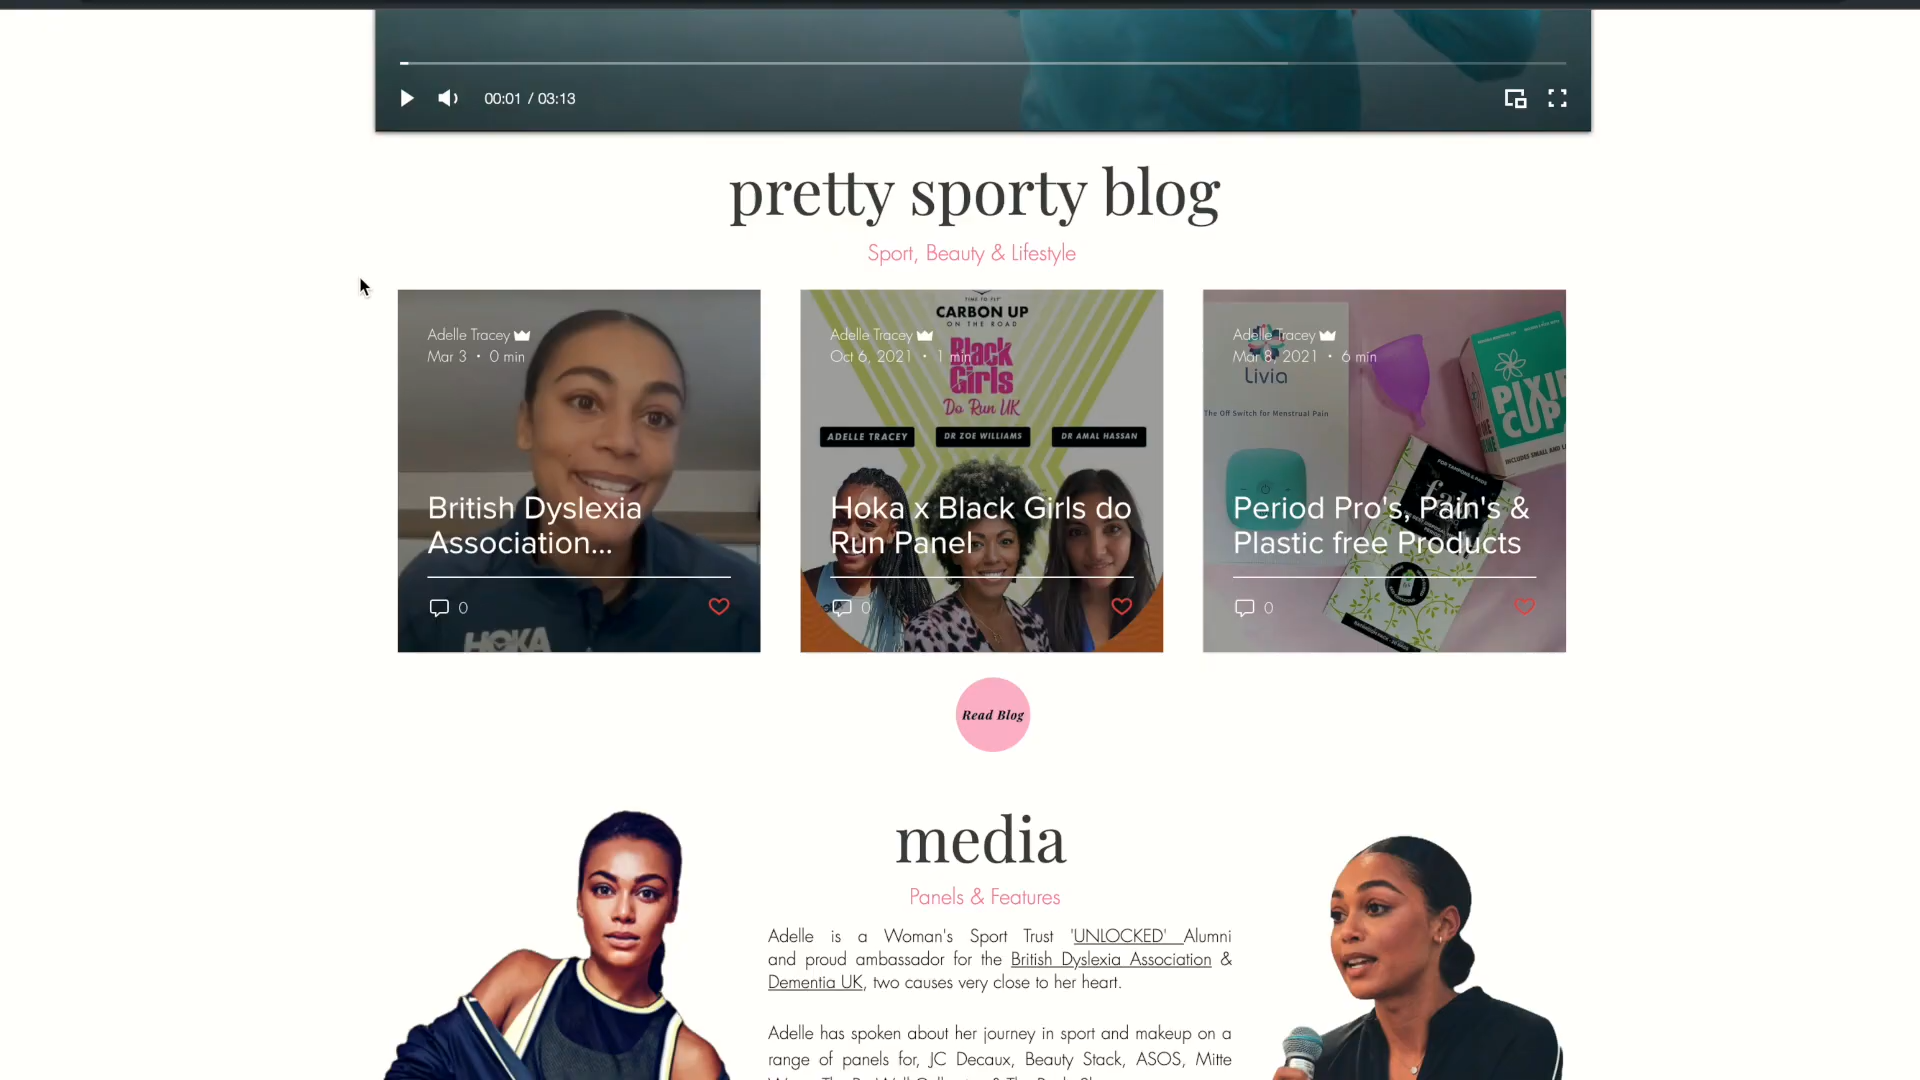 00:01 / 03:13
pretty sporty blog
Sport, Beauty & Lifestyle
Adelle Tracey
Mar 3 • 0 min
British Dyslexia
Association...
0
HOKA
TIME TO FLY
CARBON UP
ON THE ROAD
Adelle Tracey
Oct 6, 2021 • 1 min
Black
Girls
Do Run UK
ADELLE TRACEY
DR ZOE WILLIAMS
DR AMAL HASSAN
Hoka x Black Girls do
Run Panel
0
Adelle Tracey
Mar 8, 2021 • 6 min
Livia
The Off Switch for Menstrual Pain
PIXIE
CUP
Period Pro's, Pain's &
Plastic free Products
0
Read Blog
media
Panels & Features
Adelle is a Woman's Sport Trust 'UNLOCKED' Alumni
and proud ambassador for the British Dyslexia Association &
Dementia UK, two causes very close to her heart.
Adelle has spoken about her journey in sport and makeup on a
range of panels for, JC Decaux, Beauty Stack, ASOS, Mitte